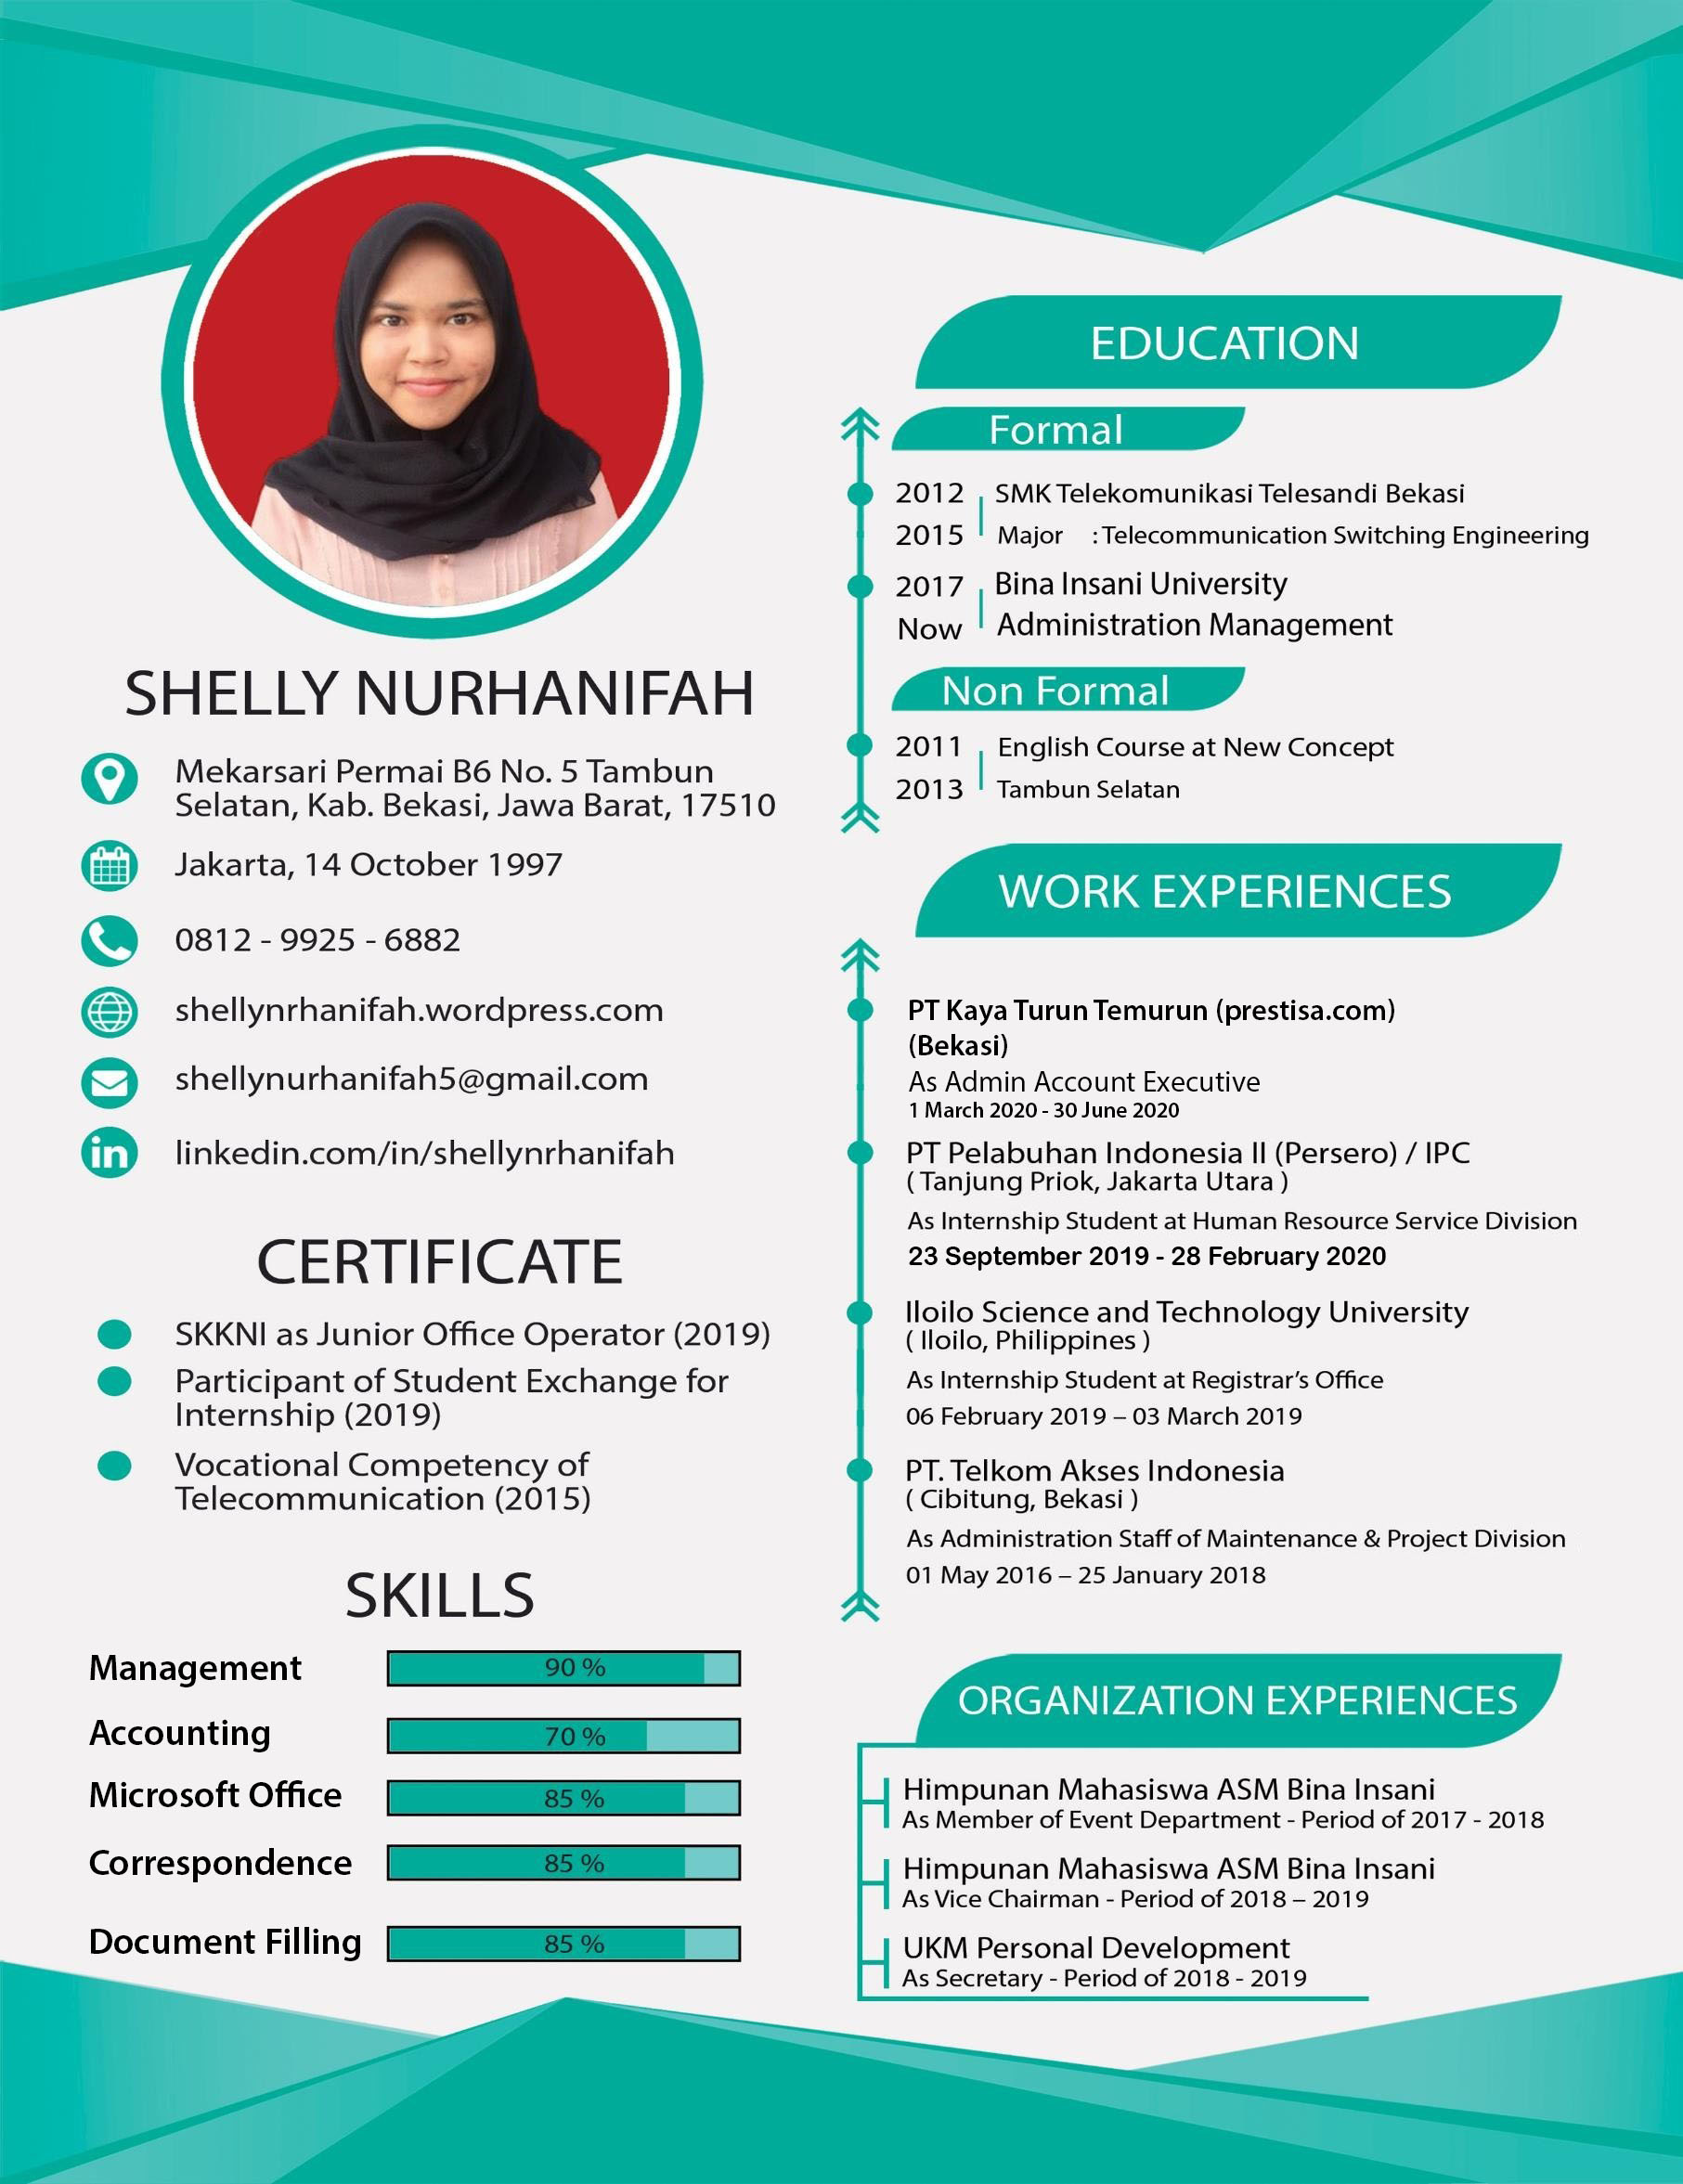 SHELLY NURHANIFAH
Mekarsari Permai B6 No. 5 Tambun
Selatan, Kab. Bekasi, Jawa Barat, 17510
Jakarta, 14 October 1997
0812 - 9925 - 6882
shellynrhanifah.wordpress.com
shellynurhanifah5@gmail.com
in
linkedin.com/in/shellynrhanifah
CERTIFICATE
SKKNI as Junior Office Operator (2019)
Participant of Student Exchange for
Internship (2019)
Vocational Competency of
Telecommunication (2015)
SKILLS
Management 90 %
Accounting 70 %
Microsoft Office 85 %
Correspondence 85 %
Document Filling 85 %
EDUCATION
Formal
2012 SMK Telekomunikasi Telesandi Bekasi
2015 Major : Telecommunication Switching Engineering
2017 Bina Insani University
Now Administration Management
Non Formal
2011 English Course at New Concept
2013 Tambun Selatan
WORK EXPERIENCES
PT Kaya Turun Temurun (prestisa.com)
(Bekasi)
As Admin Account Executive
1 March 2020 - 30 June 2020
PT Pelabuhan Indonesia II (Persero) / IPC
( Tanjung Priok, Jakarta Utara )
As Internship Student at Human Resource Service Division
23 September 2019 - 28 February 2020
Iloilo Science and Technology University
( Iloilo, Philippines )
As Internship Student at Registrar’s Office
06 February 2019 – 03 March 2019
PT. Telkom Akses Indonesia
( Cibitung, Bekasi )
As Administration Staff of Maintenance & Project Division
01 May 2016 – 25 January 2018
ORGANIZATION EXPERIENCES
Himpunan Mahasiswa ASM Bina Insani
As Member of Event Department - Period of 2017 - 2018
Himpunan Mahasiswa ASM Bina Insani
As Vice Chairman - Period of 2018 – 2019
UKM Personal Development
As Secretary - Period of 2018 - 2019